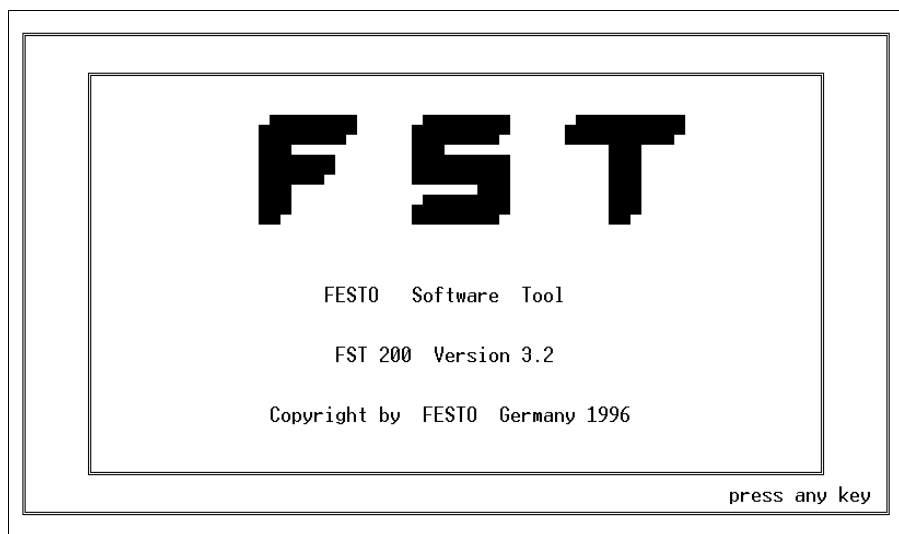 FST
FESTO Software Tool
FST 200 Version 3.2
Copyright by FESTO Germany 1996
press any key